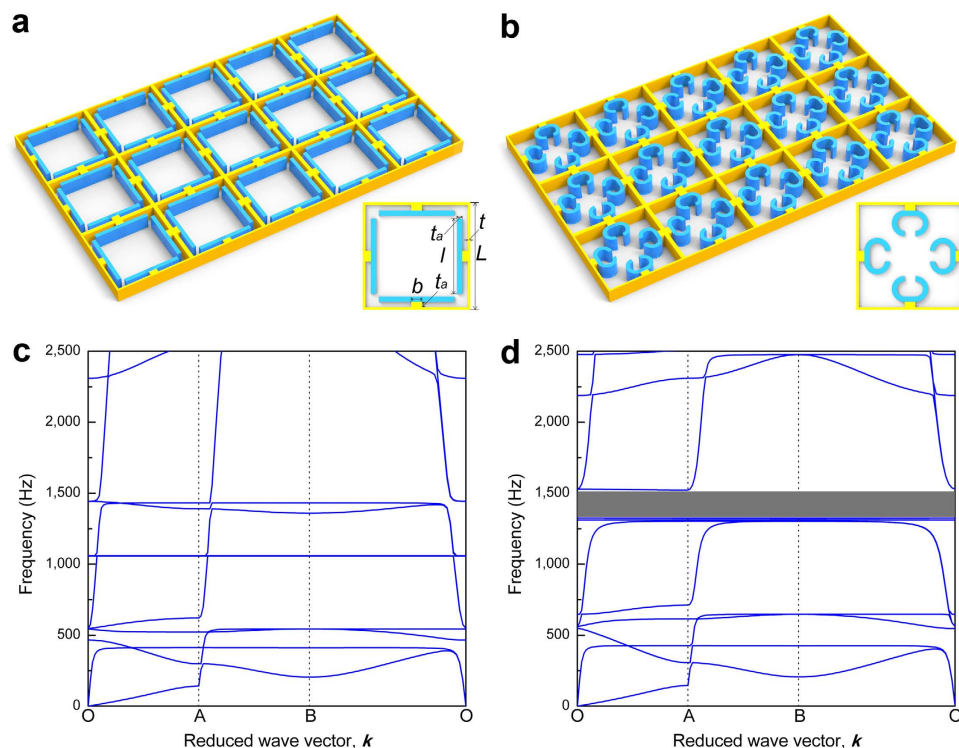 a
b
tₐ
t
l
L
b
tₐ
c
d
2,500
2,000
1,500
1,000
500
0
Frequency (Hz)
O
A
B
O
Reduced wave vector, k
2,500
2,000
1,500
1,000
500
0
Frequency (Hz)
O
A
B
O
Reduced wave vector, k